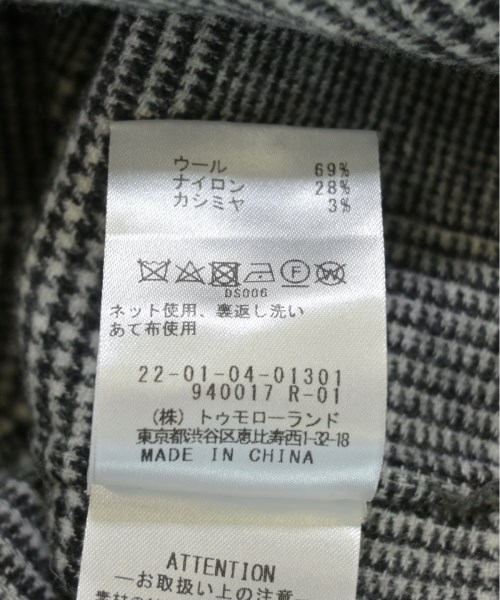 ウール 69%
ナイロン 28%
カシミヤ 3%
F W
DS006
ネット使用、裏返し洗い
あて布使用
22-01-04-01301
940017 R-01
(株) トゥモローランド
東京都渋谷区恵比寿西1-32-18
MADE IN CHINA
ATTENTION
―お取扱い上の注意―